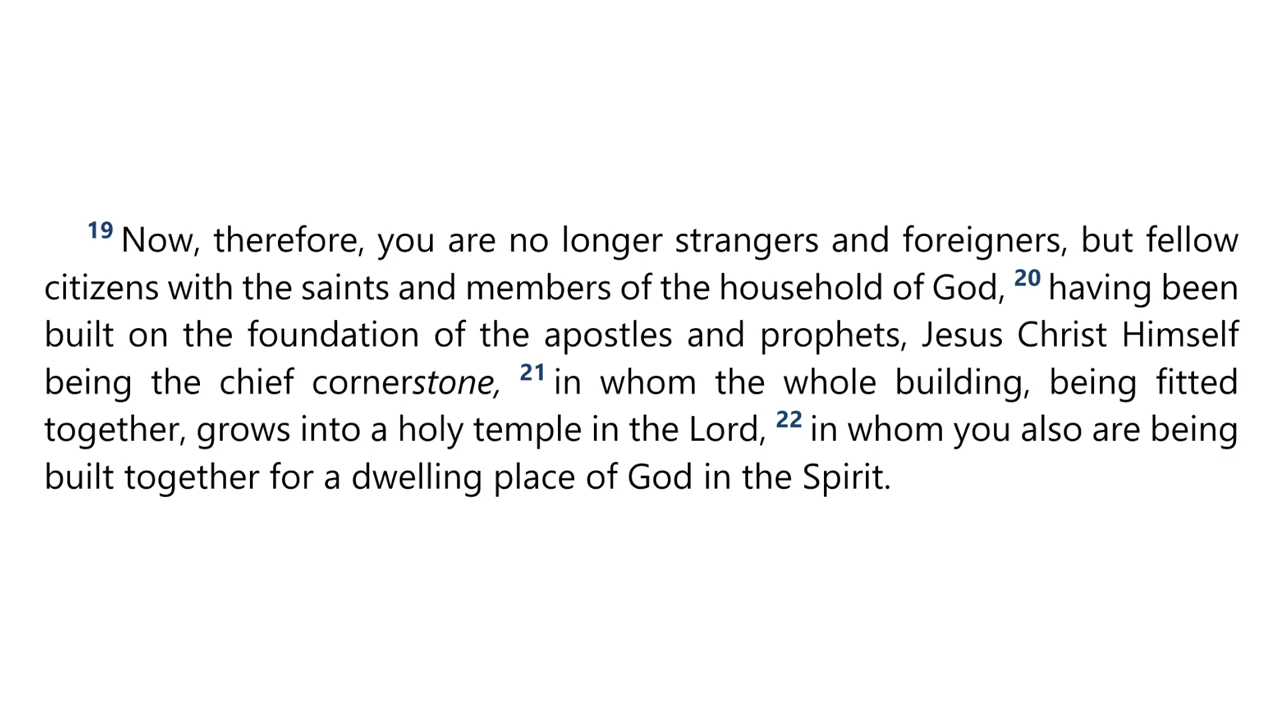 19 Now, therefore, you are no longer strangers and foreigners, but fellow
citizens with the saints and members of the household of God, 20 having been
built on the foundation of the apostles and prophets, Jesus Christ Himself
being the chief cornerstone, 21 in whom the whole building, being fitted
together, grows into a holy temple in the Lord, 22 in whom you also are being
built together for a dwelling place of God in the Spirit.